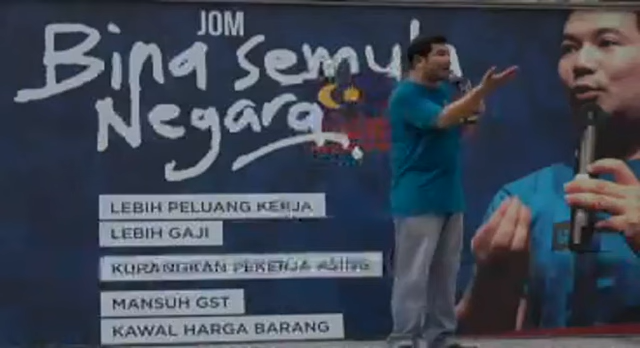 JOM
Bina Semula
Negara
LEBIH PELUANG KERJA
LEBIH GAJI
KURANGKAN PEKERJA ASING
MANSUH GST
KAWAL HARGA BARANG